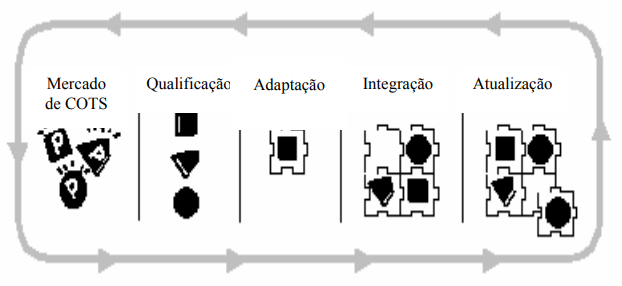 Mercado
de COTS
Qualificação
Adaptação
Integração
Atualização